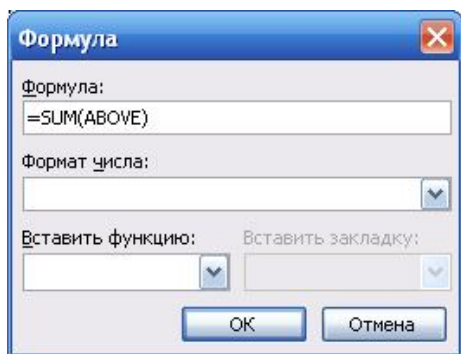 Формула
Формула:
=SUM(ABOVE)
Формат числа:
Вставить функцию: Вставить закладку:
ОК Отмена